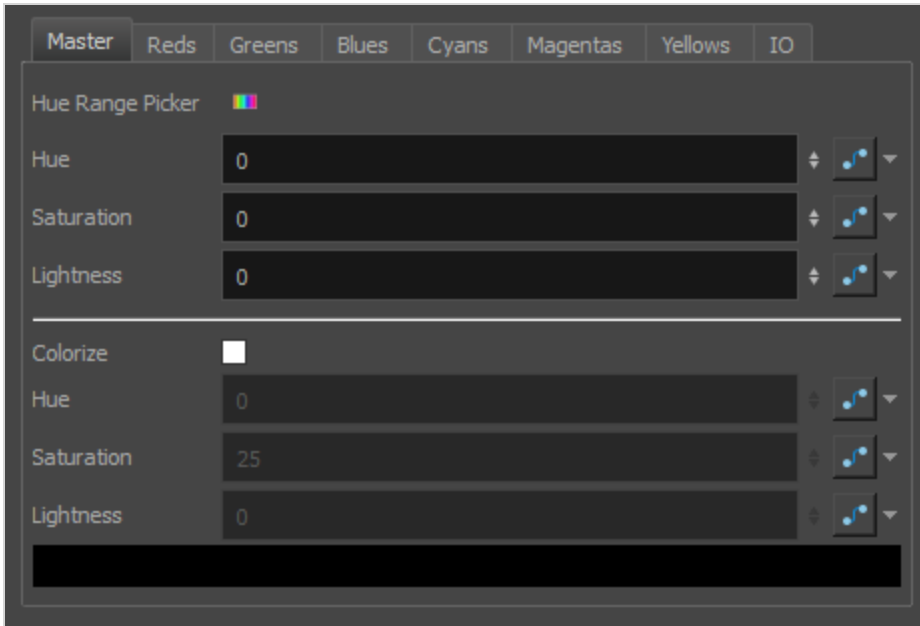 Master Reds Greens Blues Cyans Magentas Yellows IO
Hue Range Picker
Hue 0
Saturation 0
Lightness 0
Colorize
Hue 0
Saturation 25
Lightness 0